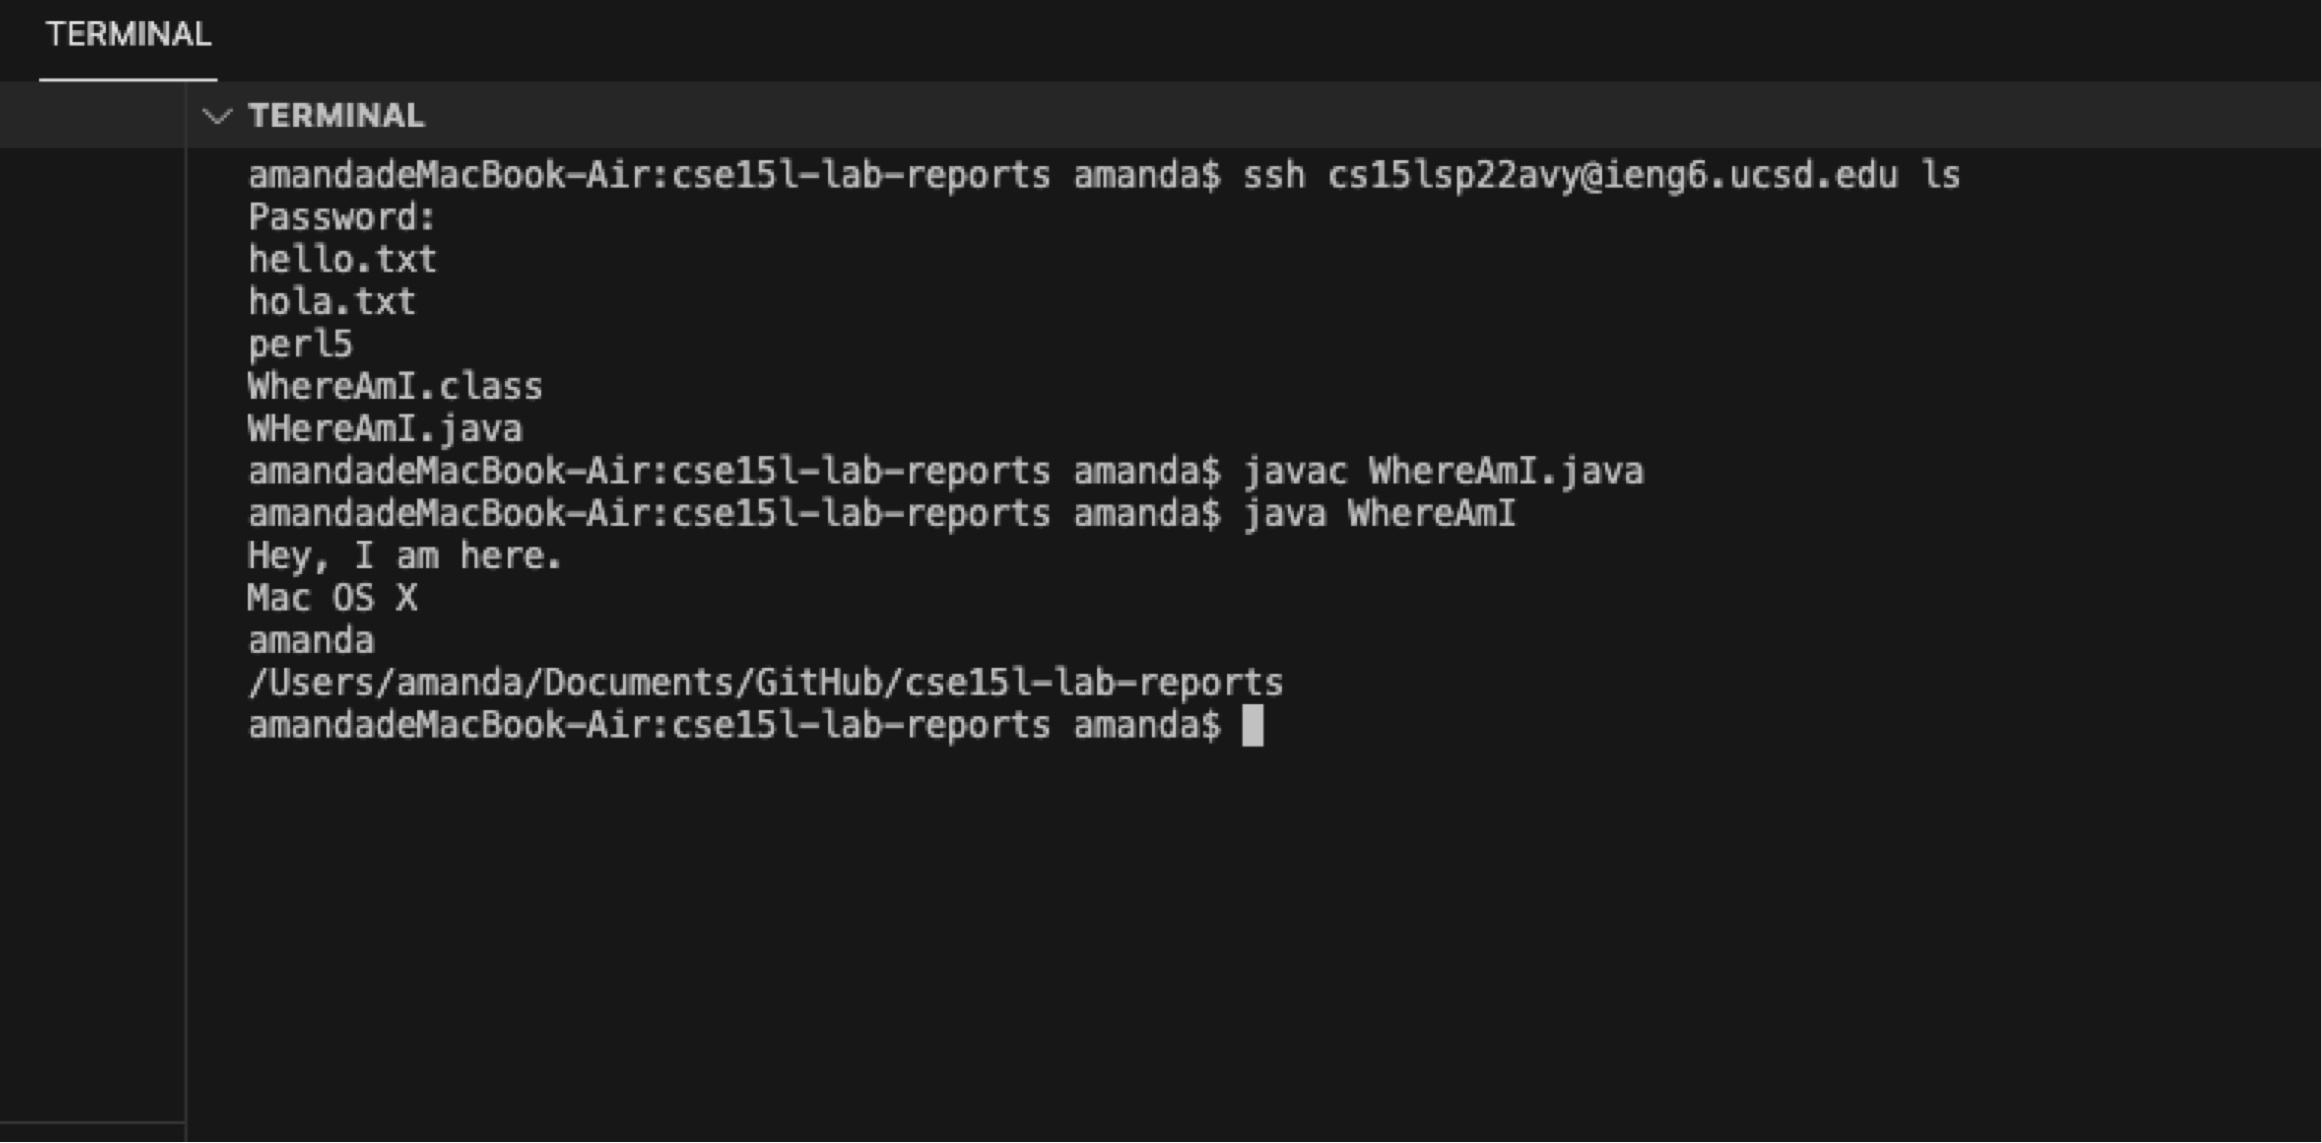 TERMINAL
TERMINAL
amandadeMacBook-Air:cse15l-lab-reports amanda$ ssh cs15lsp22avy@ieng6.ucsd.edu ls
Password:
hello.txt
hola.txt
perl5
WhereAmI.class
WHereAmI.java
amandadeMacBook-Air:cse15l-lab-reports amanda$ javac WhereAmI.java
amandadeMacBook-Air:cse15l-lab-reports amanda$ java WhereAmI
Hey, I am here.
Mac OS X
amanda
/Users/amanda/Documents/GitHub/cse15l-lab-reports
amandadeMacBook-Air:cse15l-lab-reports amanda$